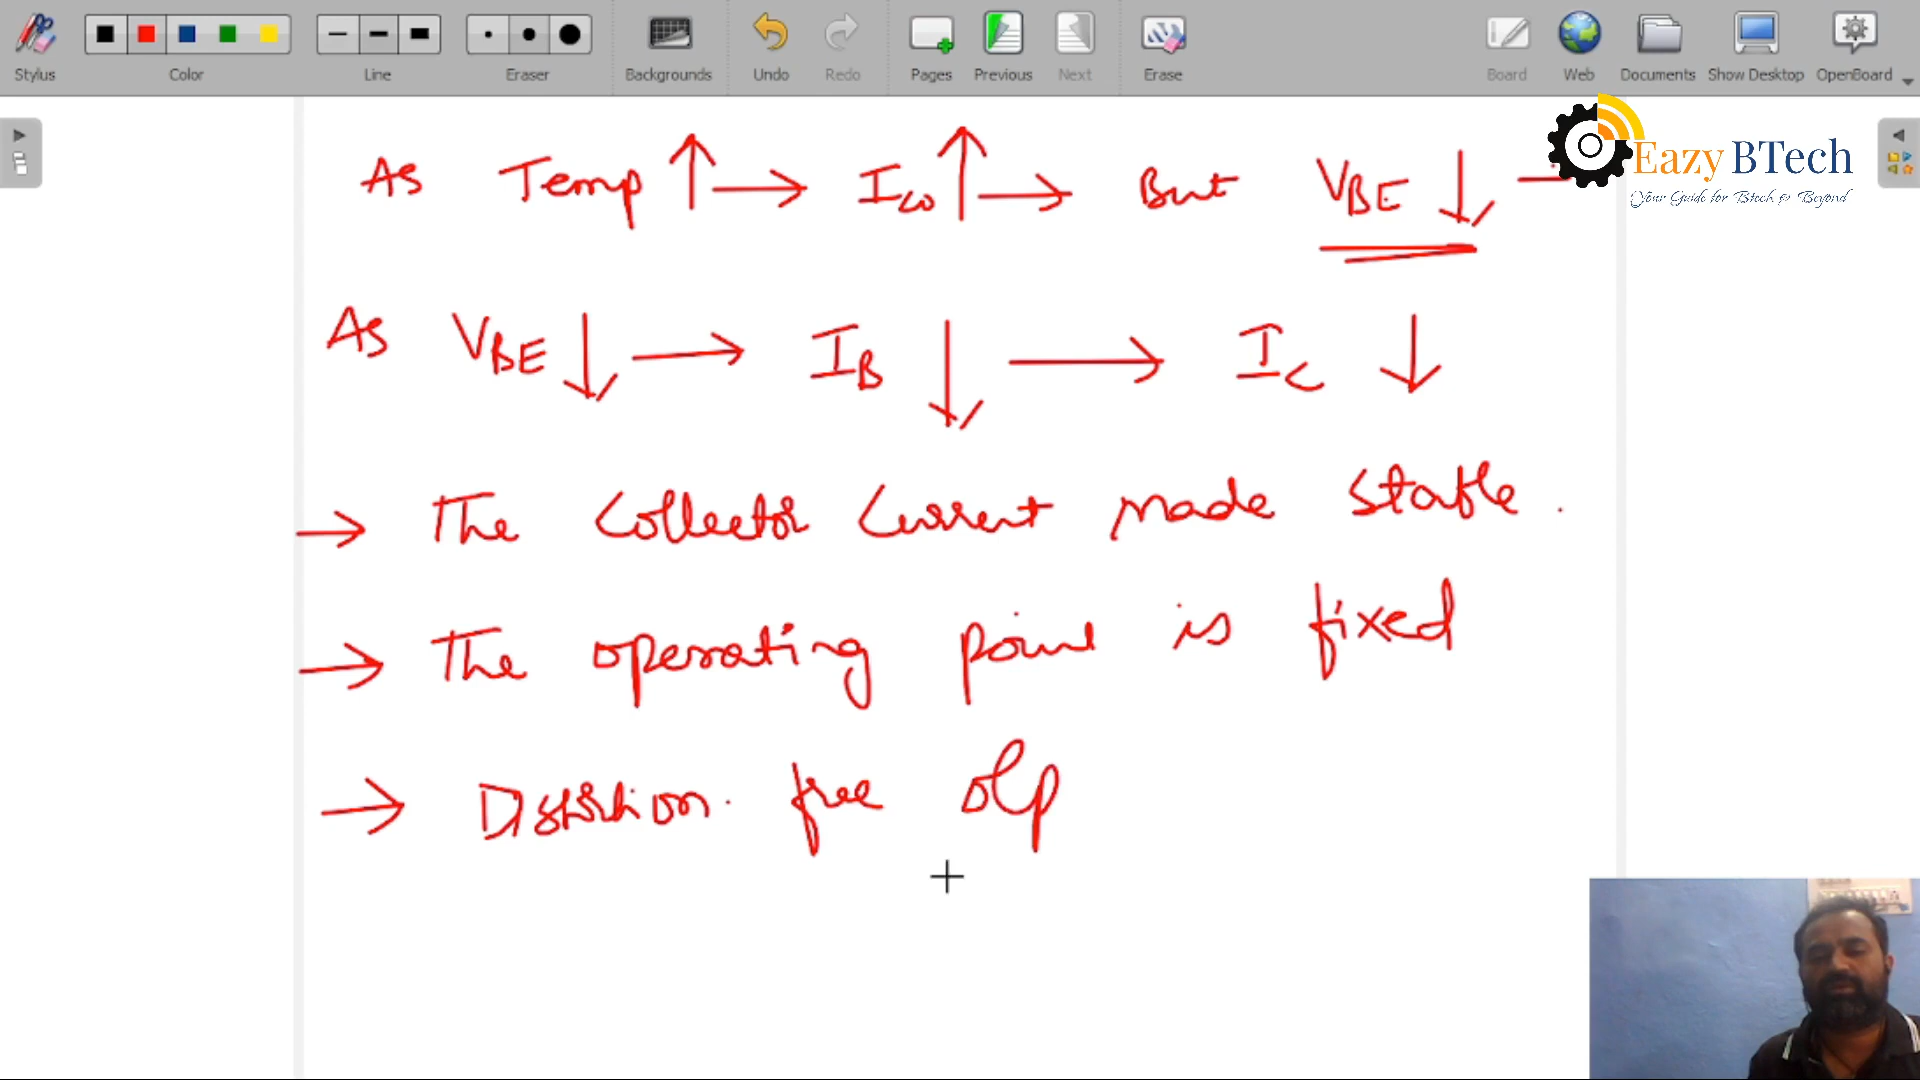 Stylus Color Line Eraser Backgrounds Undo Redo Pages Previous Next Erase Board Web Documents Show Desktop OpenBoard
Eazy BTech
Your Guide for Btech & Beyond
As Temp ↑ → Ico ↑ → But VBE ↓ →
As VBE ↓ → IB ↓ → IC ↓
→ The Collector Current made stable.
→ The operating point is fixed
→ Distortion free o/p